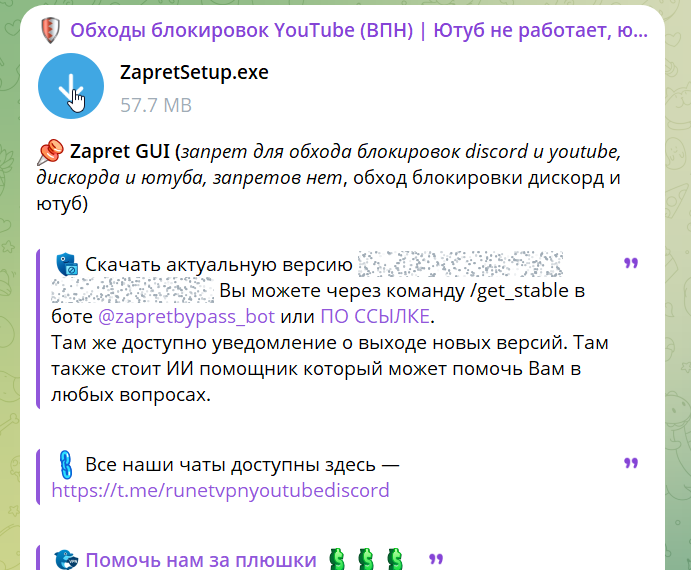 Обходы блокировок YouTube (ВПН) | Ютуб не работает, ю...
ZapretSetup.exe
57.7 MB
Zapret GUI (запрет для обхода блокировок discord и youtube,
дискорда и ютуба, запретов нет, обход блокировки дискорд и
ютуб)
Скачать актуальную версию
Вы можете через команду /get_stable в
боте @zapretbypass_bot или ПО ССЫЛКЕ.
Там же доступно уведомление о выходе новых версий. Там
также стоит ИИ помощник который может помочь Вам в
любых вопросах.
Все наши чаты доступны здесь —
https://t.me/runetvpnyoutubediscord
Помочь нам за плюшки